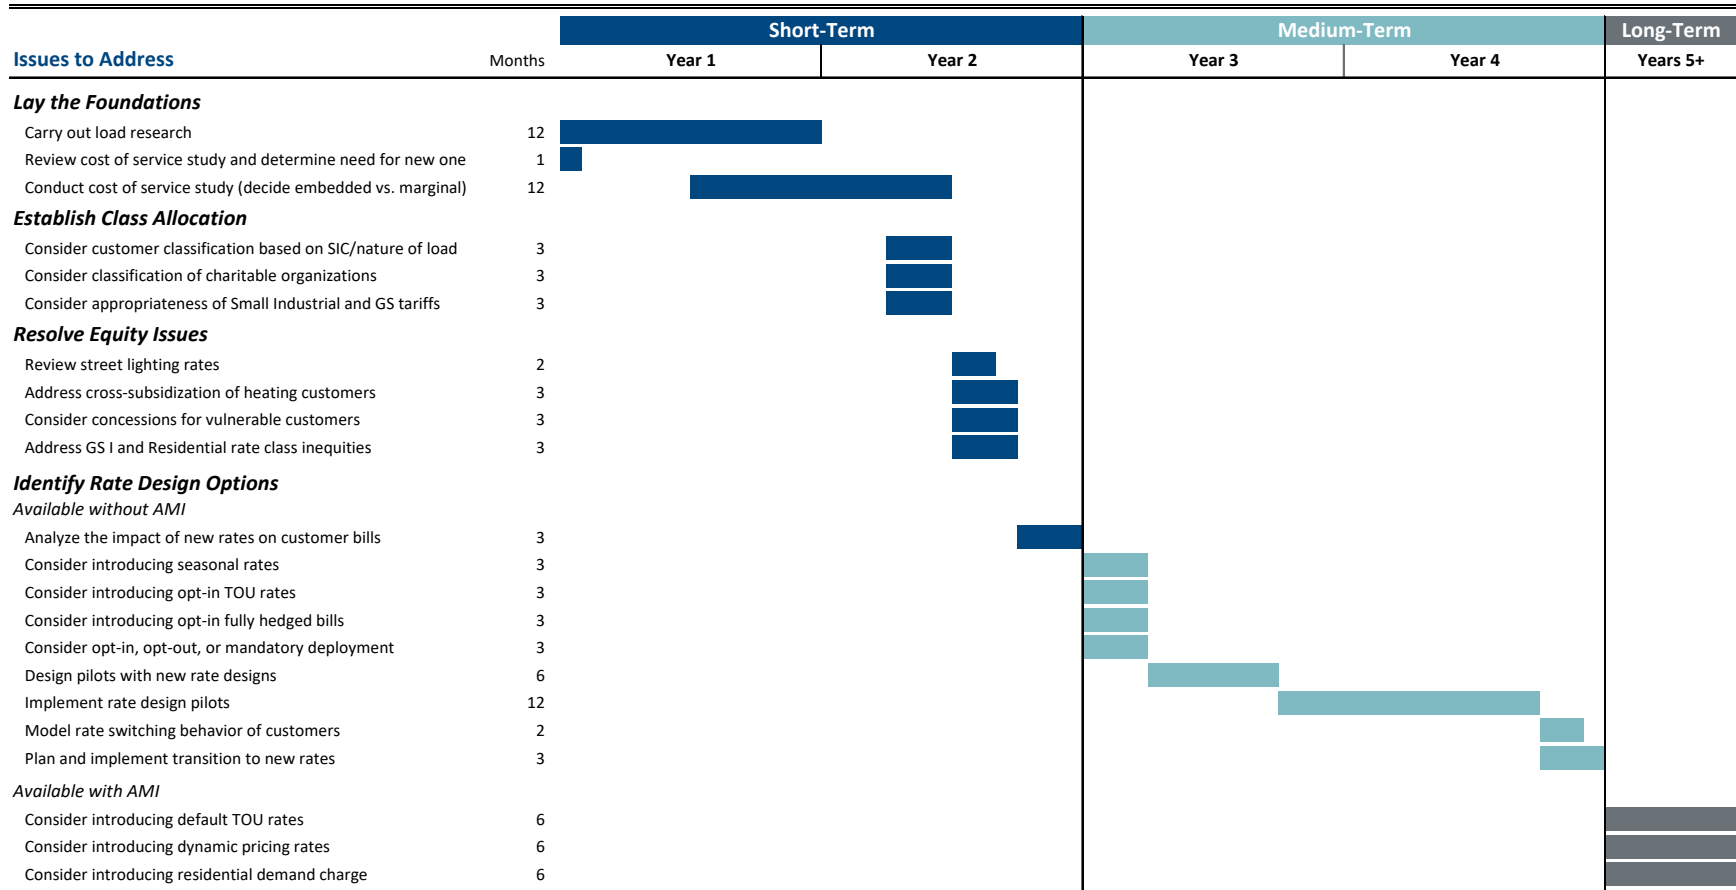 Short-Term Medium-Term Long-Term
Issues to Address Months Year 1 Year 2 Year 3 Year 4 Years 5+
Lay the Foundations
Carry out load research 12
Review cost of service study and determine need for new one 1
Conduct cost of service study (decide embedded vs. marginal) 12
Establish Class Allocation
Consider customer classification based on SIC/nature of load 3
Consider classification of charitable organizations 3
Consider appropriateness of Small Industrial and GS tariffs 3
Resolve Equity Issues
Review street lighting rates 2
Address cross-subsidization of heating customers 3
Consider concessions for vulnerable customers 3
Address GS I and Residential rate class inequities 3
Identify Rate Design Options
Available without AMI
Analyze the impact of new rates on customer bills 3
Consider introducing seasonal rates 3
Consider introducing opt-in TOU rates 3
Consider introducing opt-in fully hedged bills 3
Consider opt-in, opt-out, or mandatory deployment 3
Design pilots with new rate designs 6
Implement rate design pilots 12
Model rate switching behavior of customers 2
Plan and implement transition to new rates 3
Available with AMI
Consider introducing default TOU rates 6
Consider introducing dynamic pricing rates 6
Consider introducing residential demand charge 6